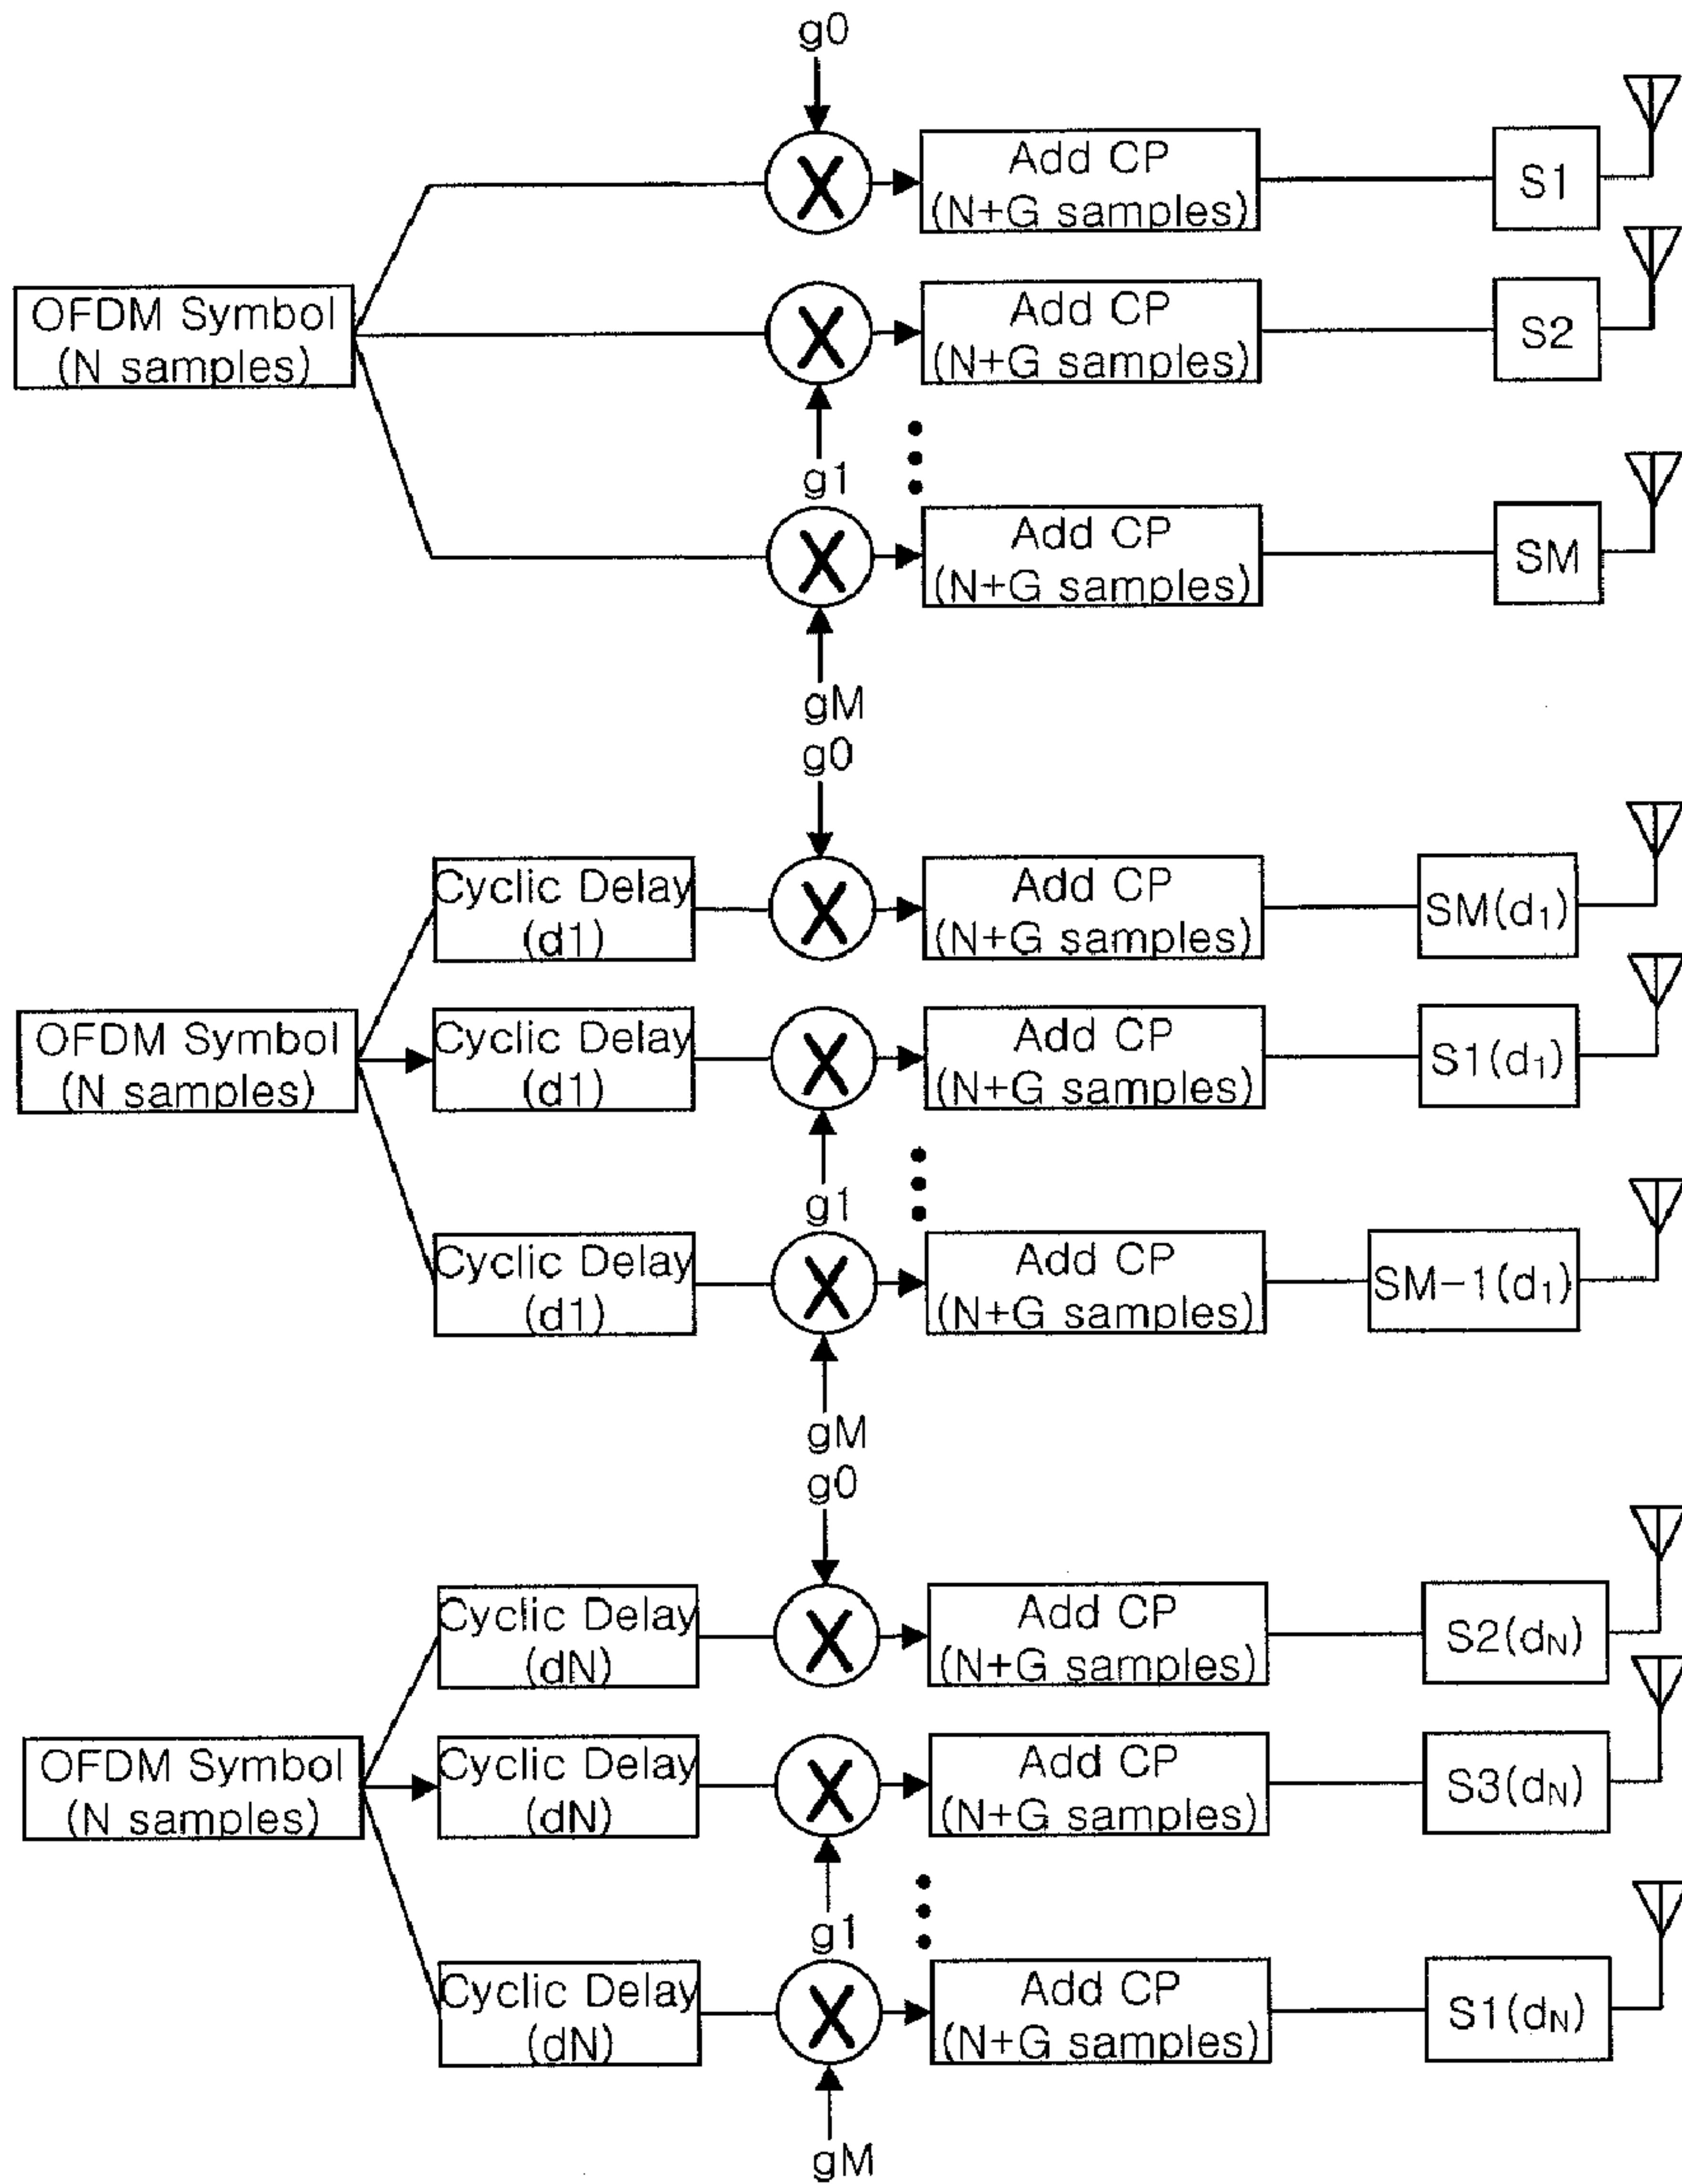 g0
X
Add CP
(N+G samples)
S1
OFDM Symbol
(N samples)
X
Add CP
(N+G samples)
S2
g1
X
Add CP
(N+G samples)
SM
gM
g0
Cyclic Delay
(d1)
X
Add CP
(N+G samples)
SM(d1)
OFDM Symbol
(N samples)
Cyclic Delay
(d1)
X
Add CP
(N+G samples)
S1(d1)
g1
Cyclic Delay
(d1)
X
Add CP
(N+G samples)
SM-1(d1)
gM
g0
Cyclic Delay
(dN)
X
Add CP
(N+G samples)
S2(dN)
OFDM Symbol
(N samples)
Cyclic Delay
(dN)
X
Add CP
(N+G samples)
S3(dN)
g1
Cyclic Delay
(dN)
X
Add CP
(N+G samples)
S1(dN)
gM